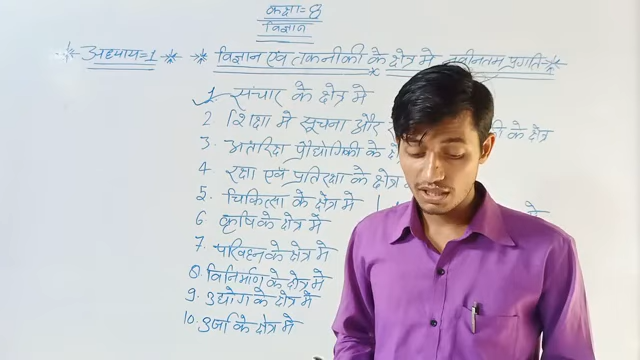 कक्षा=8
विज्ञान
अध्याय=1 विज्ञान एवं तकनीकी के क्षेत्र मे नवीनतम प्रगति
1 संचार के क्षेत्र मे
2 शिक्षा मे सूचना और की के क्षेत्र
3. अंतरिक्ष प्रौद्योगिकी के क्षे
4 रक्षा एवं प्रतिरक्षा के क्षेत्र
5. चिकित्सा के क्षेत्र मे
6 कृषि के क्षेत्र मे
7. परिवहन के क्षेत्र मे
8. विनिर्माण के क्षेत्र मे
9. उद्योग के क्षेत्र मे
10. उर्जा के क्षेत्र मे